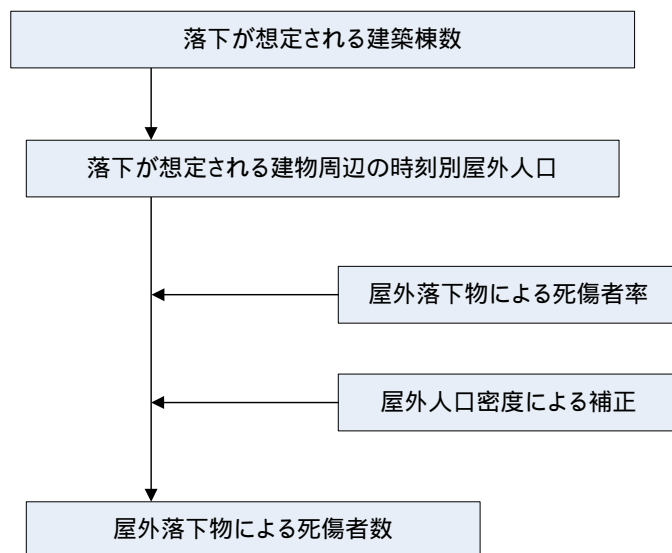 落下が想定される建築棟数
落下が想定される建物周辺の時刻別屋外人口
屋外落下物による死傷者率
屋外人口密度による補正
屋外落下物による死傷者数